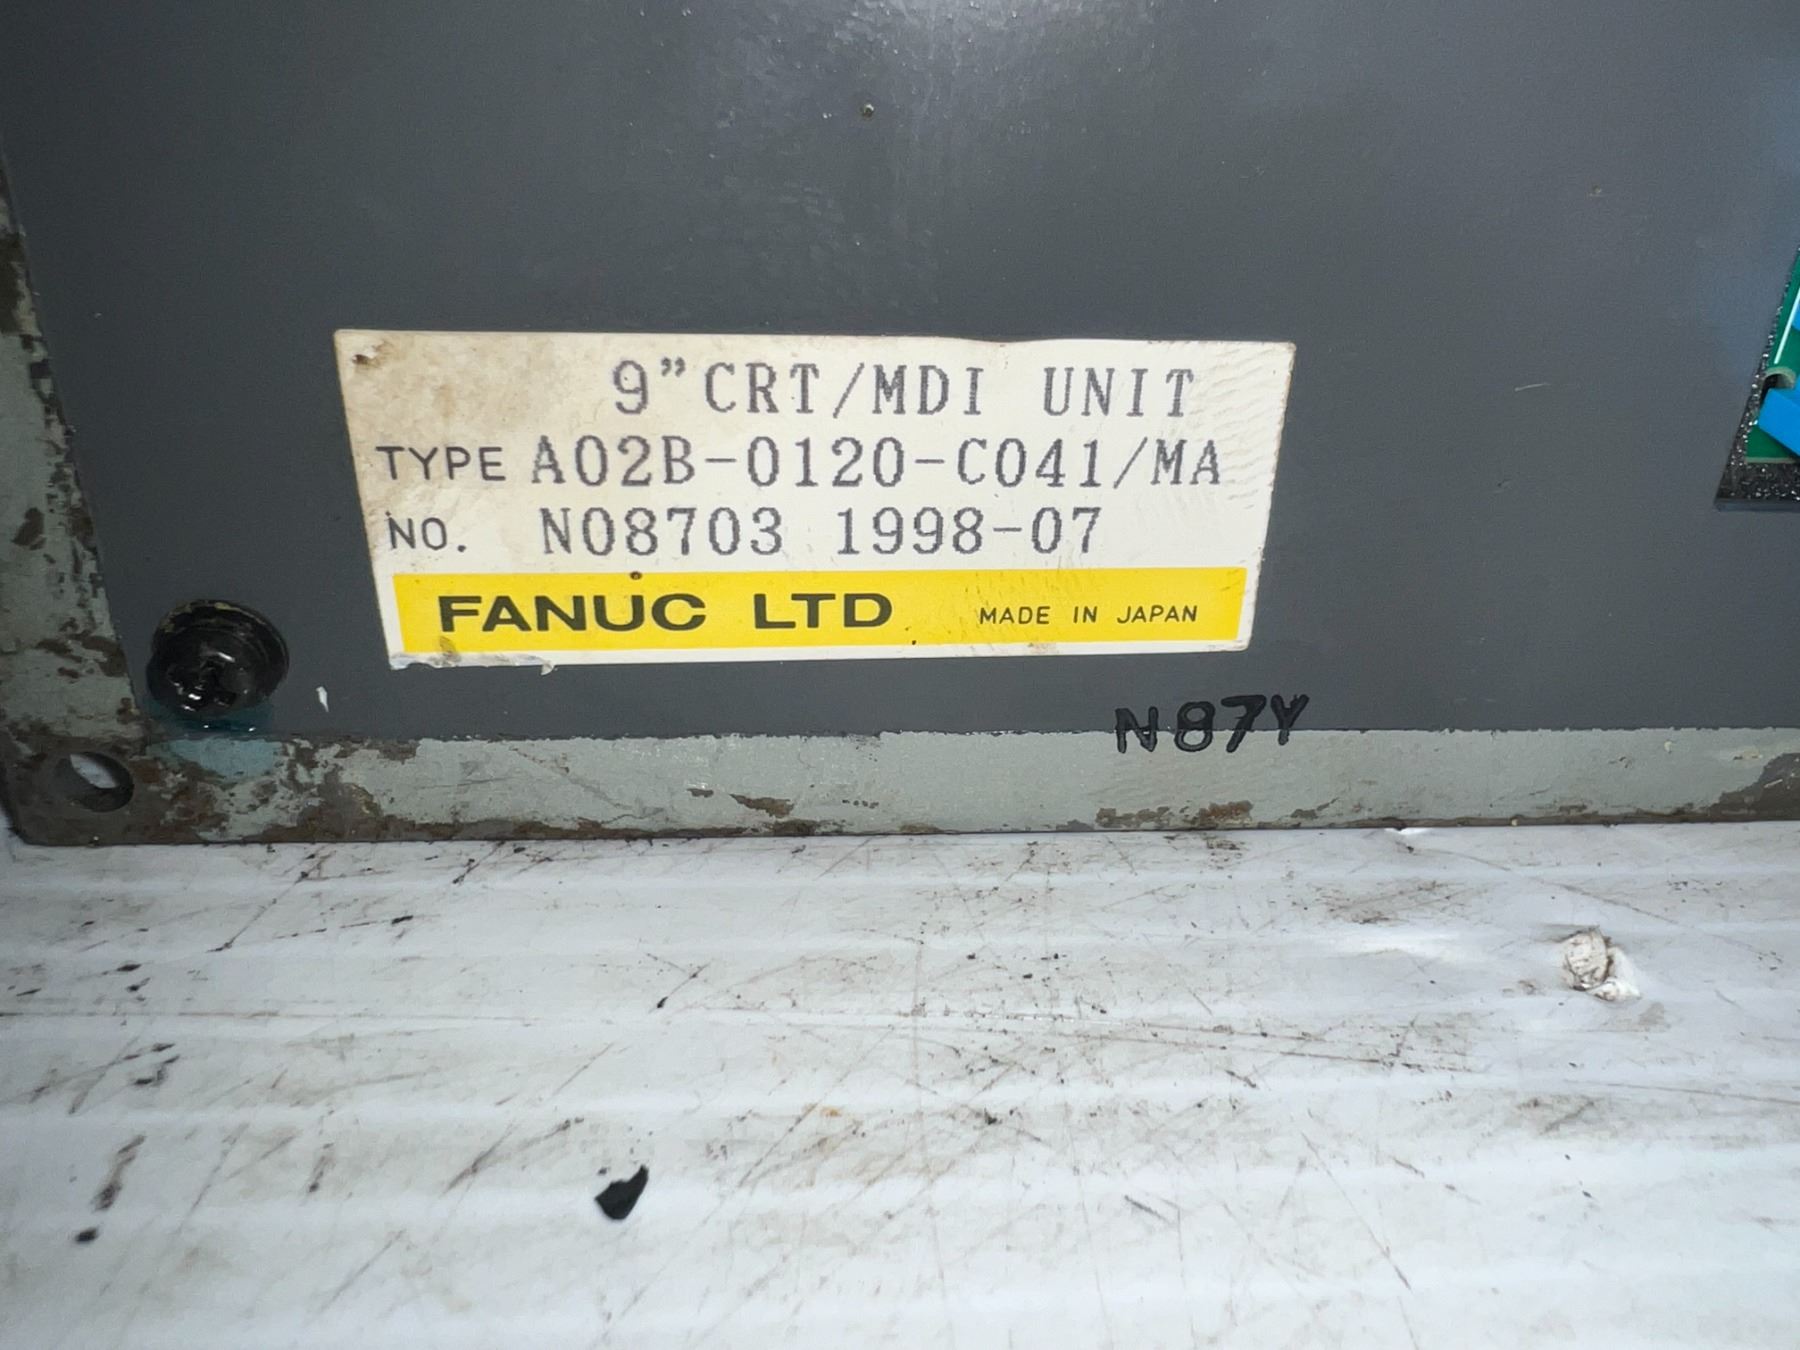 9”CRT/MDI UNIT
TYPE A02B-0120-C041/MA
NO. N08703 1998-07
FANUC LTD MADE IN JAPAN
N87Y